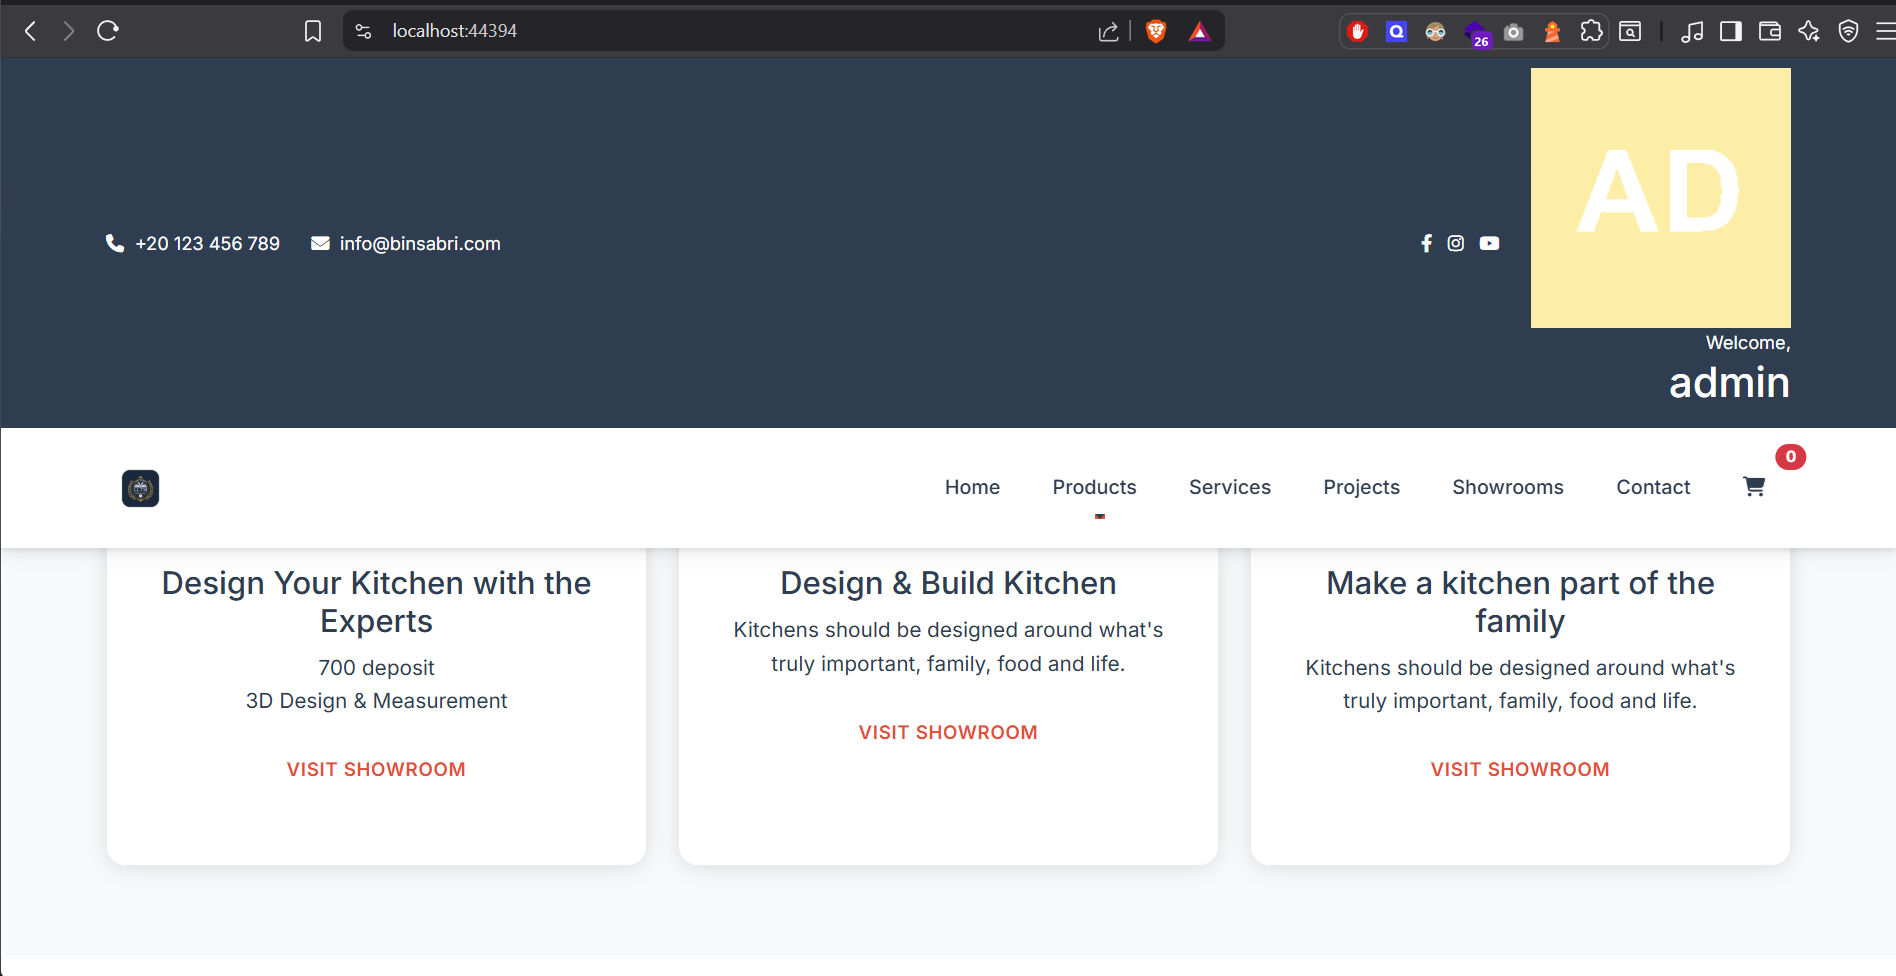 localhost:44394
26
AD
+20 123 456 789
info@binsabri.com
Welcome,
admin
Home
Products
Services
Projects
Showrooms
Contact
0
Design Your Kitchen with the
Experts
700 deposit
3D Design & Measurement
VISIT SHOWROOM
Design & Build Kitchen
Kitchens should be designed around what's
truly important, family, food and life.
VISIT SHOWROOM
Make a kitchen part of the
family
Kitchens should be designed around what's
truly important, family, food and life.
VISIT SHOWROOM